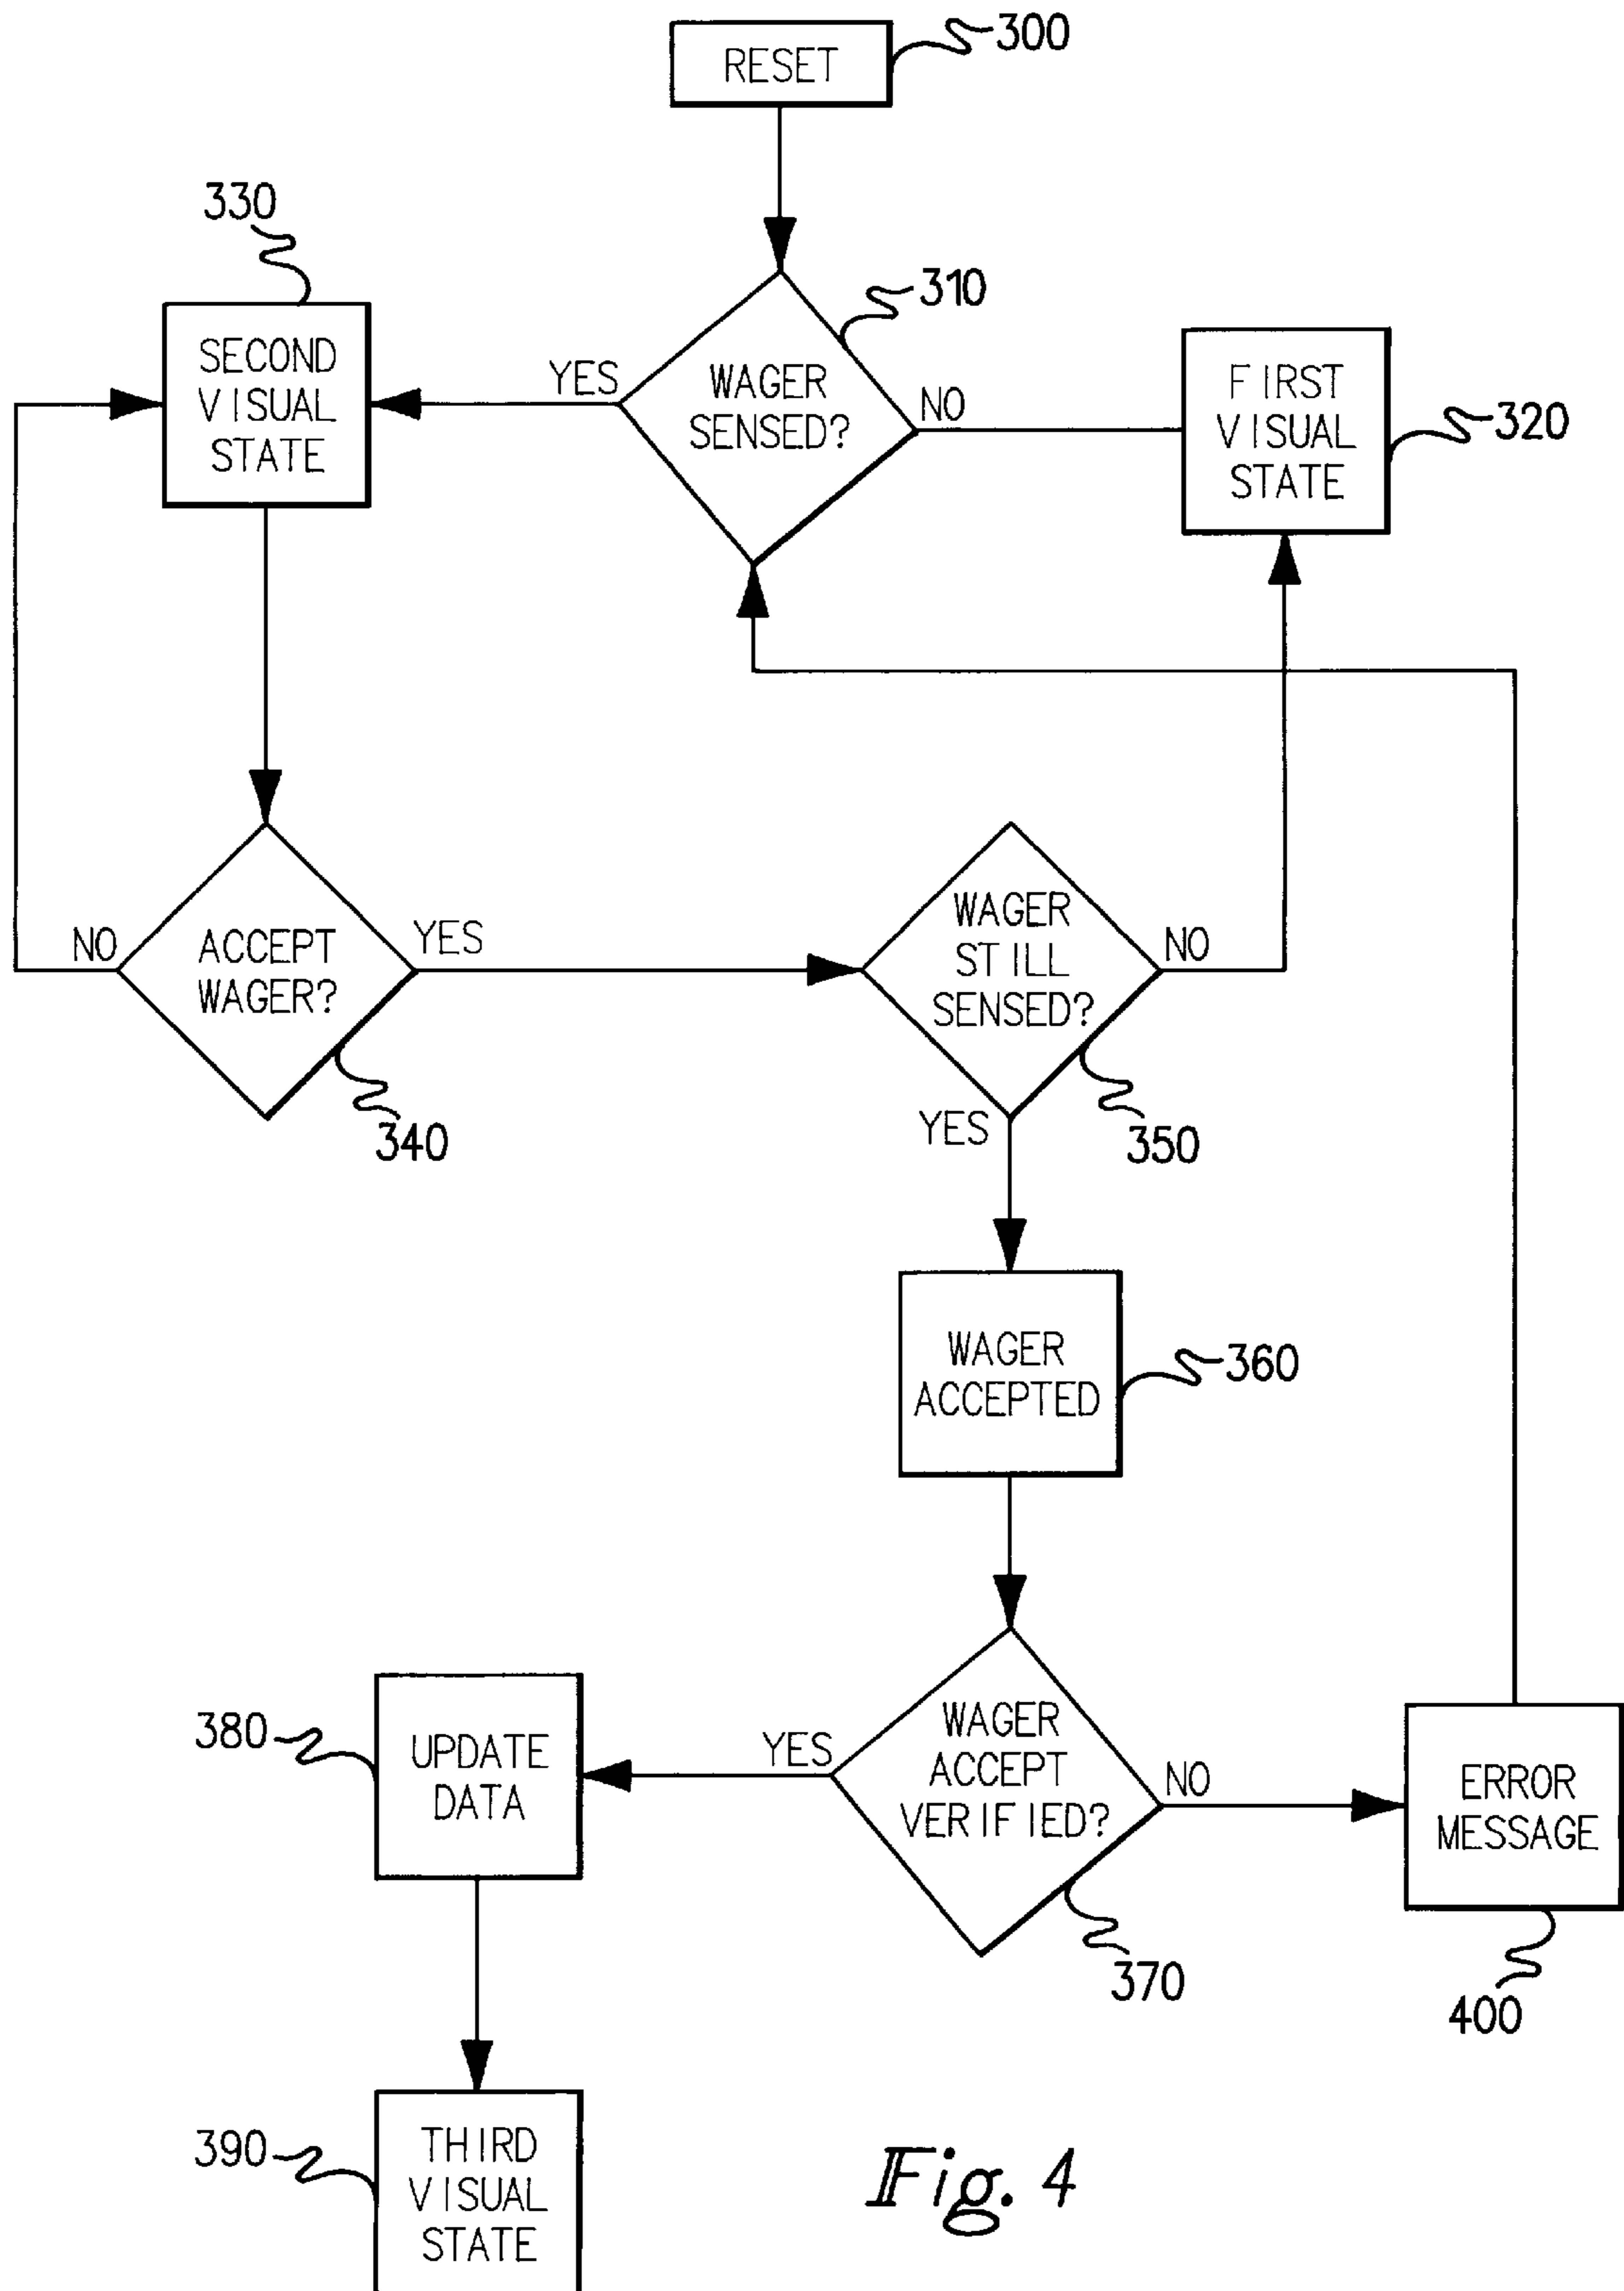 RESET
300
330
310
SECOND
VISUAL
STATE
YES
WAGER
SENSED?
NO
FIRST
VISUAL
STATE
320
NO
ACCEPT
WAGER?
YES
340
WAGER
STILL
SENSED?
NO
YES
350
WAGER
ACCEPTED
360
380
UPDATE
DATA
YES
WAGER
ACCEPT
VERIFIED?
NO
370
ERROR
MESSAGE
400
390
THIRD
VISUAL
STATE
Fig. 4